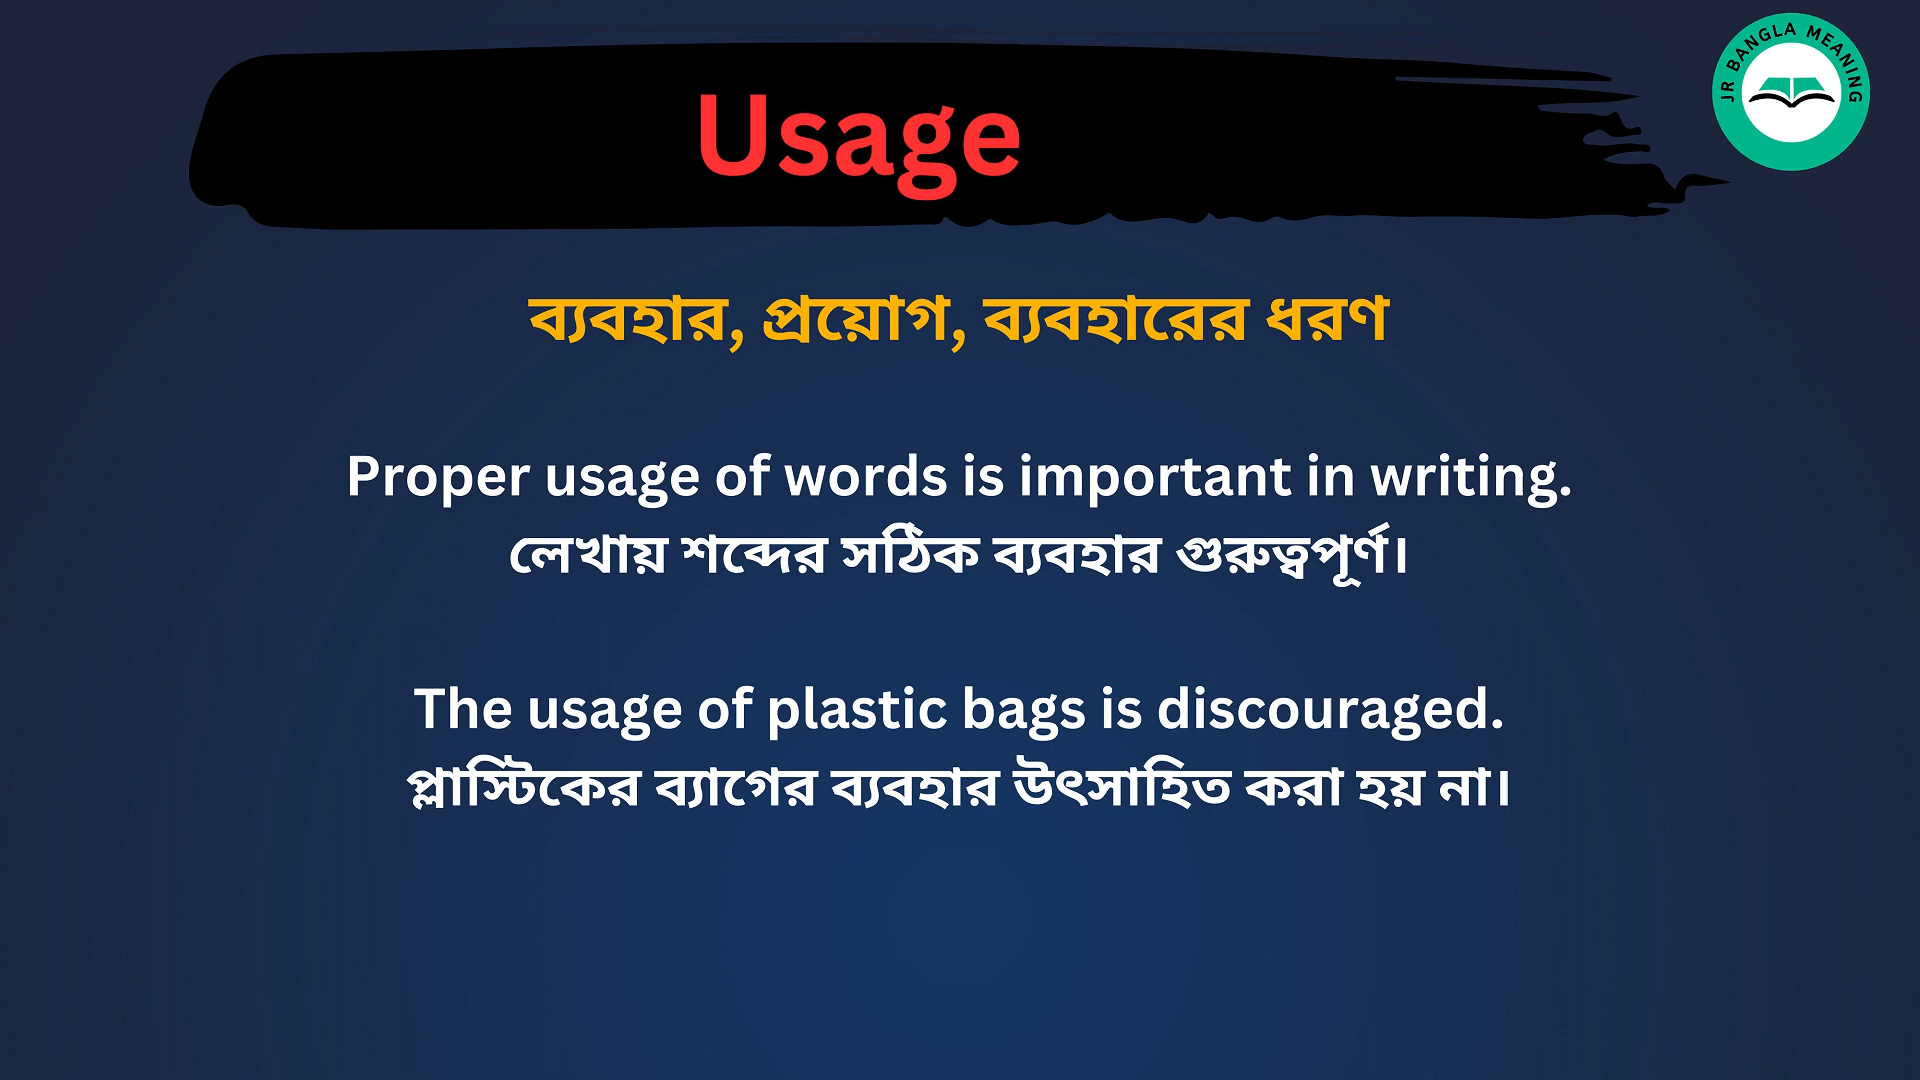 Usage
JR BANGLA MEANING
ব্যবহার, প্রয়োগ, ব্যবহারের ধরণ
Proper usage of words is important in writing.
লেখায় শব্দের সঠিক ব্যবহার গুরুত্বপূর্ণ।
The usage of plastic bags is discouraged.
প্লাস্টিকের ব্যাগের ব্যবহার উৎসাহিত করা হয় না।